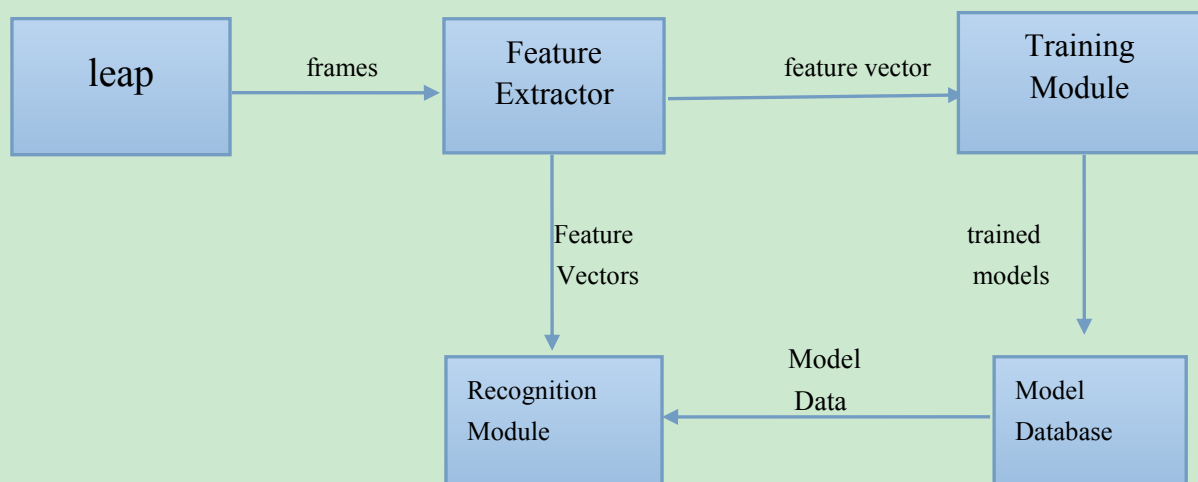 leap
frames
Feature
Extractor
feature vector
Training
Module
Feature
Vectors
trained
models
Recognition
Module
Model
Data
Model
Database